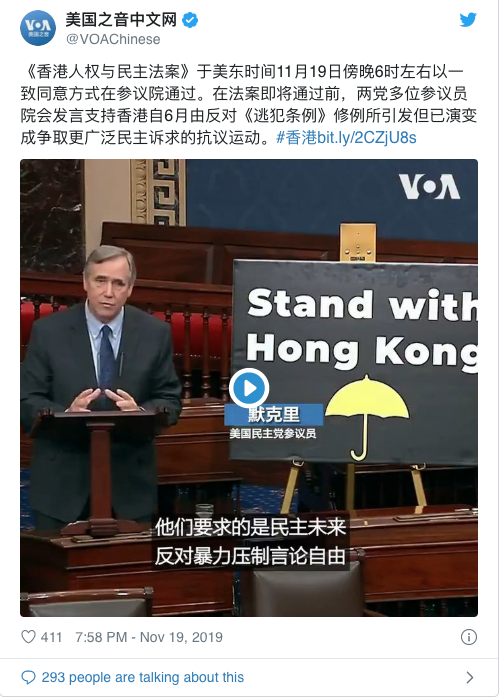 VOA
美国之音
美国之音中文网
@VOAChinese
《香港人权与民主法案》于美东时间11月19日傍晚6时左右以一
致同意方式在参议院通过。在法案即将通过前，两党多位参议员
院会发言支持香港自6月由反对《逃犯条例》修例所引发但已演变
成争取更广泛民主诉求的抗议运动。#香港bit.ly/2CZjU8s
VOA
Stand with
Hong Kong
默克里
美国民主党参议员
他们要求的是民主未来
反对暴力压制言论自由
411 7:58 PM - Nov 19, 2019
293 people are talking about this